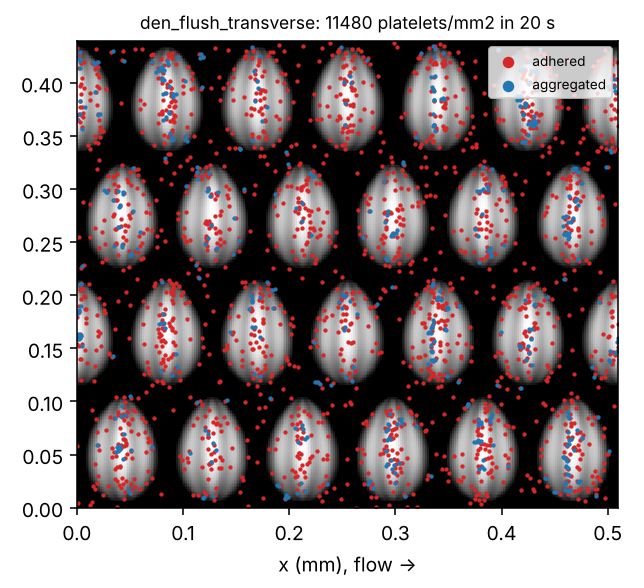 den_flush_transverse: 11480 platelets/mm2 in 20 s
adhered
aggregated
0.40
0.35
0.30
0.25
0.20
0.15
0.10
0.05
0.00
0.0 0.1 0.2 0.3 0.4 0.5
x (mm), flow →